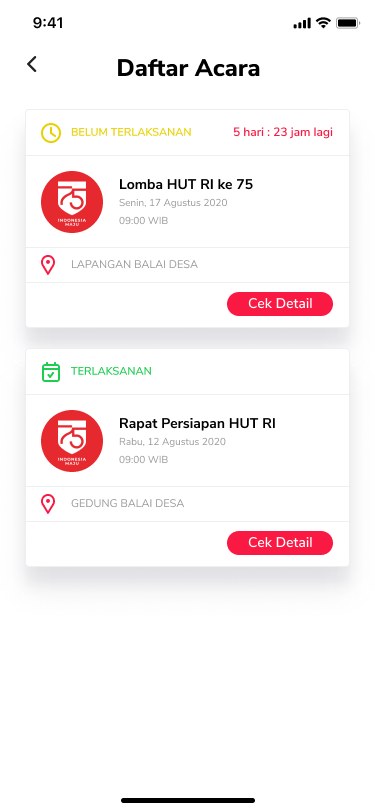 9:41
Daftar Acara
BELUM TERLAKSANAN
5 hari : 23 jam lagi
75
INDONESIA
MAJU
Lomba HUT RI ke 75
Senin, 17 Agustus 2020
09:00 WIB
LAPANGAN BALAI DESA
Cek Detail
TERLAKSANAN
75
INDONESIA
MAJU
Rapat Persiapan HUT RI
Rabu, 12 Agustus 2020
09:00 WIB
GEDUNG BALAI DESA
Cek Detail